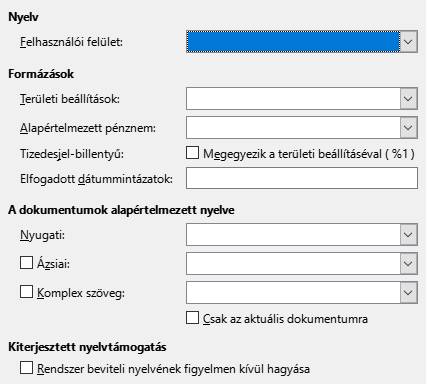 Nyelv
Felhasználói felület:
Formázások
Területi beállítások:
Alapértelmezett pénznem:
Tizedesjel-billentyű: Megegyezik a területi beállításéval ( %1 )
Elfogadott dátummintázatok:
A dokumentumok alapértelmezett nyelve
Nyugati:
Ázsiai:
Komplex szöveg:
Csak az aktuális dokumentumra
Kiterjesztett nyelvtámogatás
Rendszer beviteli nyelvének figyelmen kívül hagyása